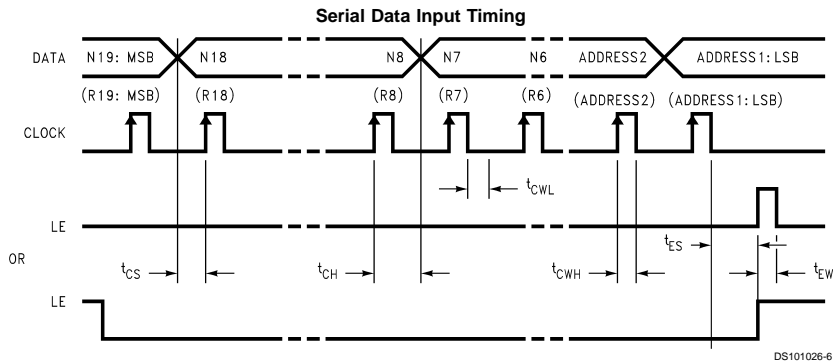 Serial Data Input Timing
DATA N19: MSB N18 N8 N7 N6 ADDRESS2 ADDRESS1: LSB
(R19: MSB) (R18) (R8) (R7) (R6) (ADDRESS2) (ADDRESS1: LSB)
CLOCK
tCWL
LE
OR
tCS tCH tCWH tES tEW
LE
DS101026-6